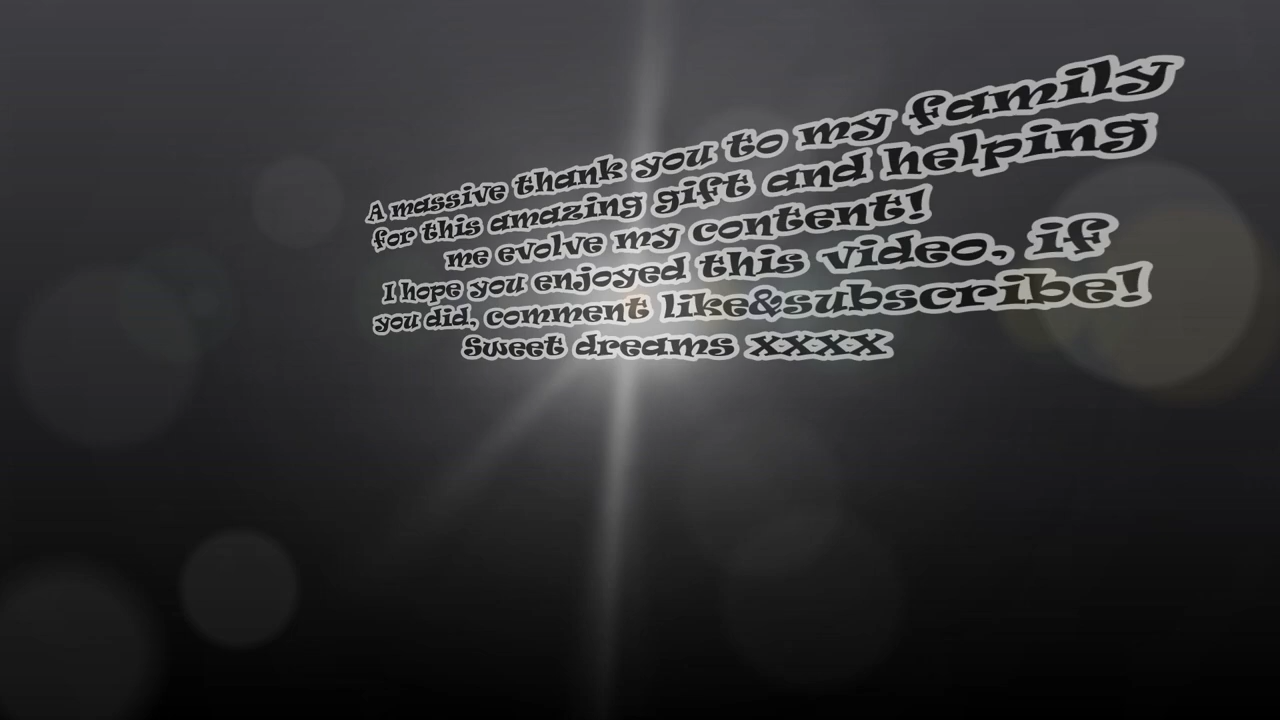 A massive thank you to my family
for this amazing gift and helping
me evolve my content!
I hope you enjoyed this video, if
you did, comment like&subscribe!
Sweet dreams XXXX